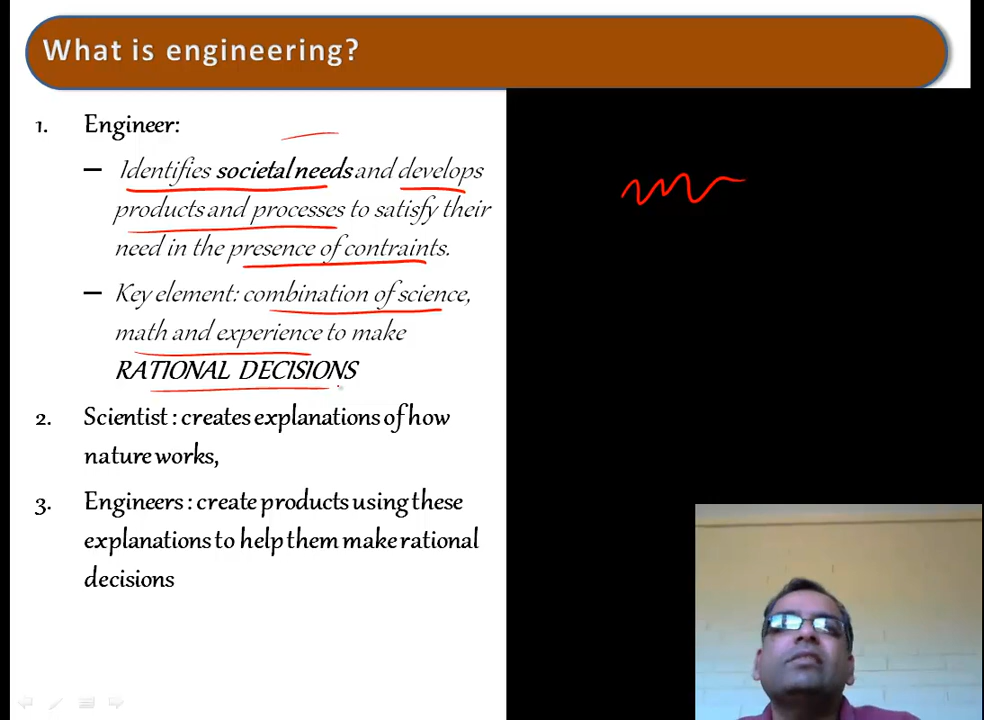 What is engineering?
1. Engineer:
– Identifies societal needs and develops
products and processes to satisfy their
need in the presence of contraints.
– Key element: combination of science,
math and experience to make
RATIONAL DECISIONS
2. Scientist : creates explanations of how
nature works,
3. Engineers : create products using these
explanations to help them make rational
decisions